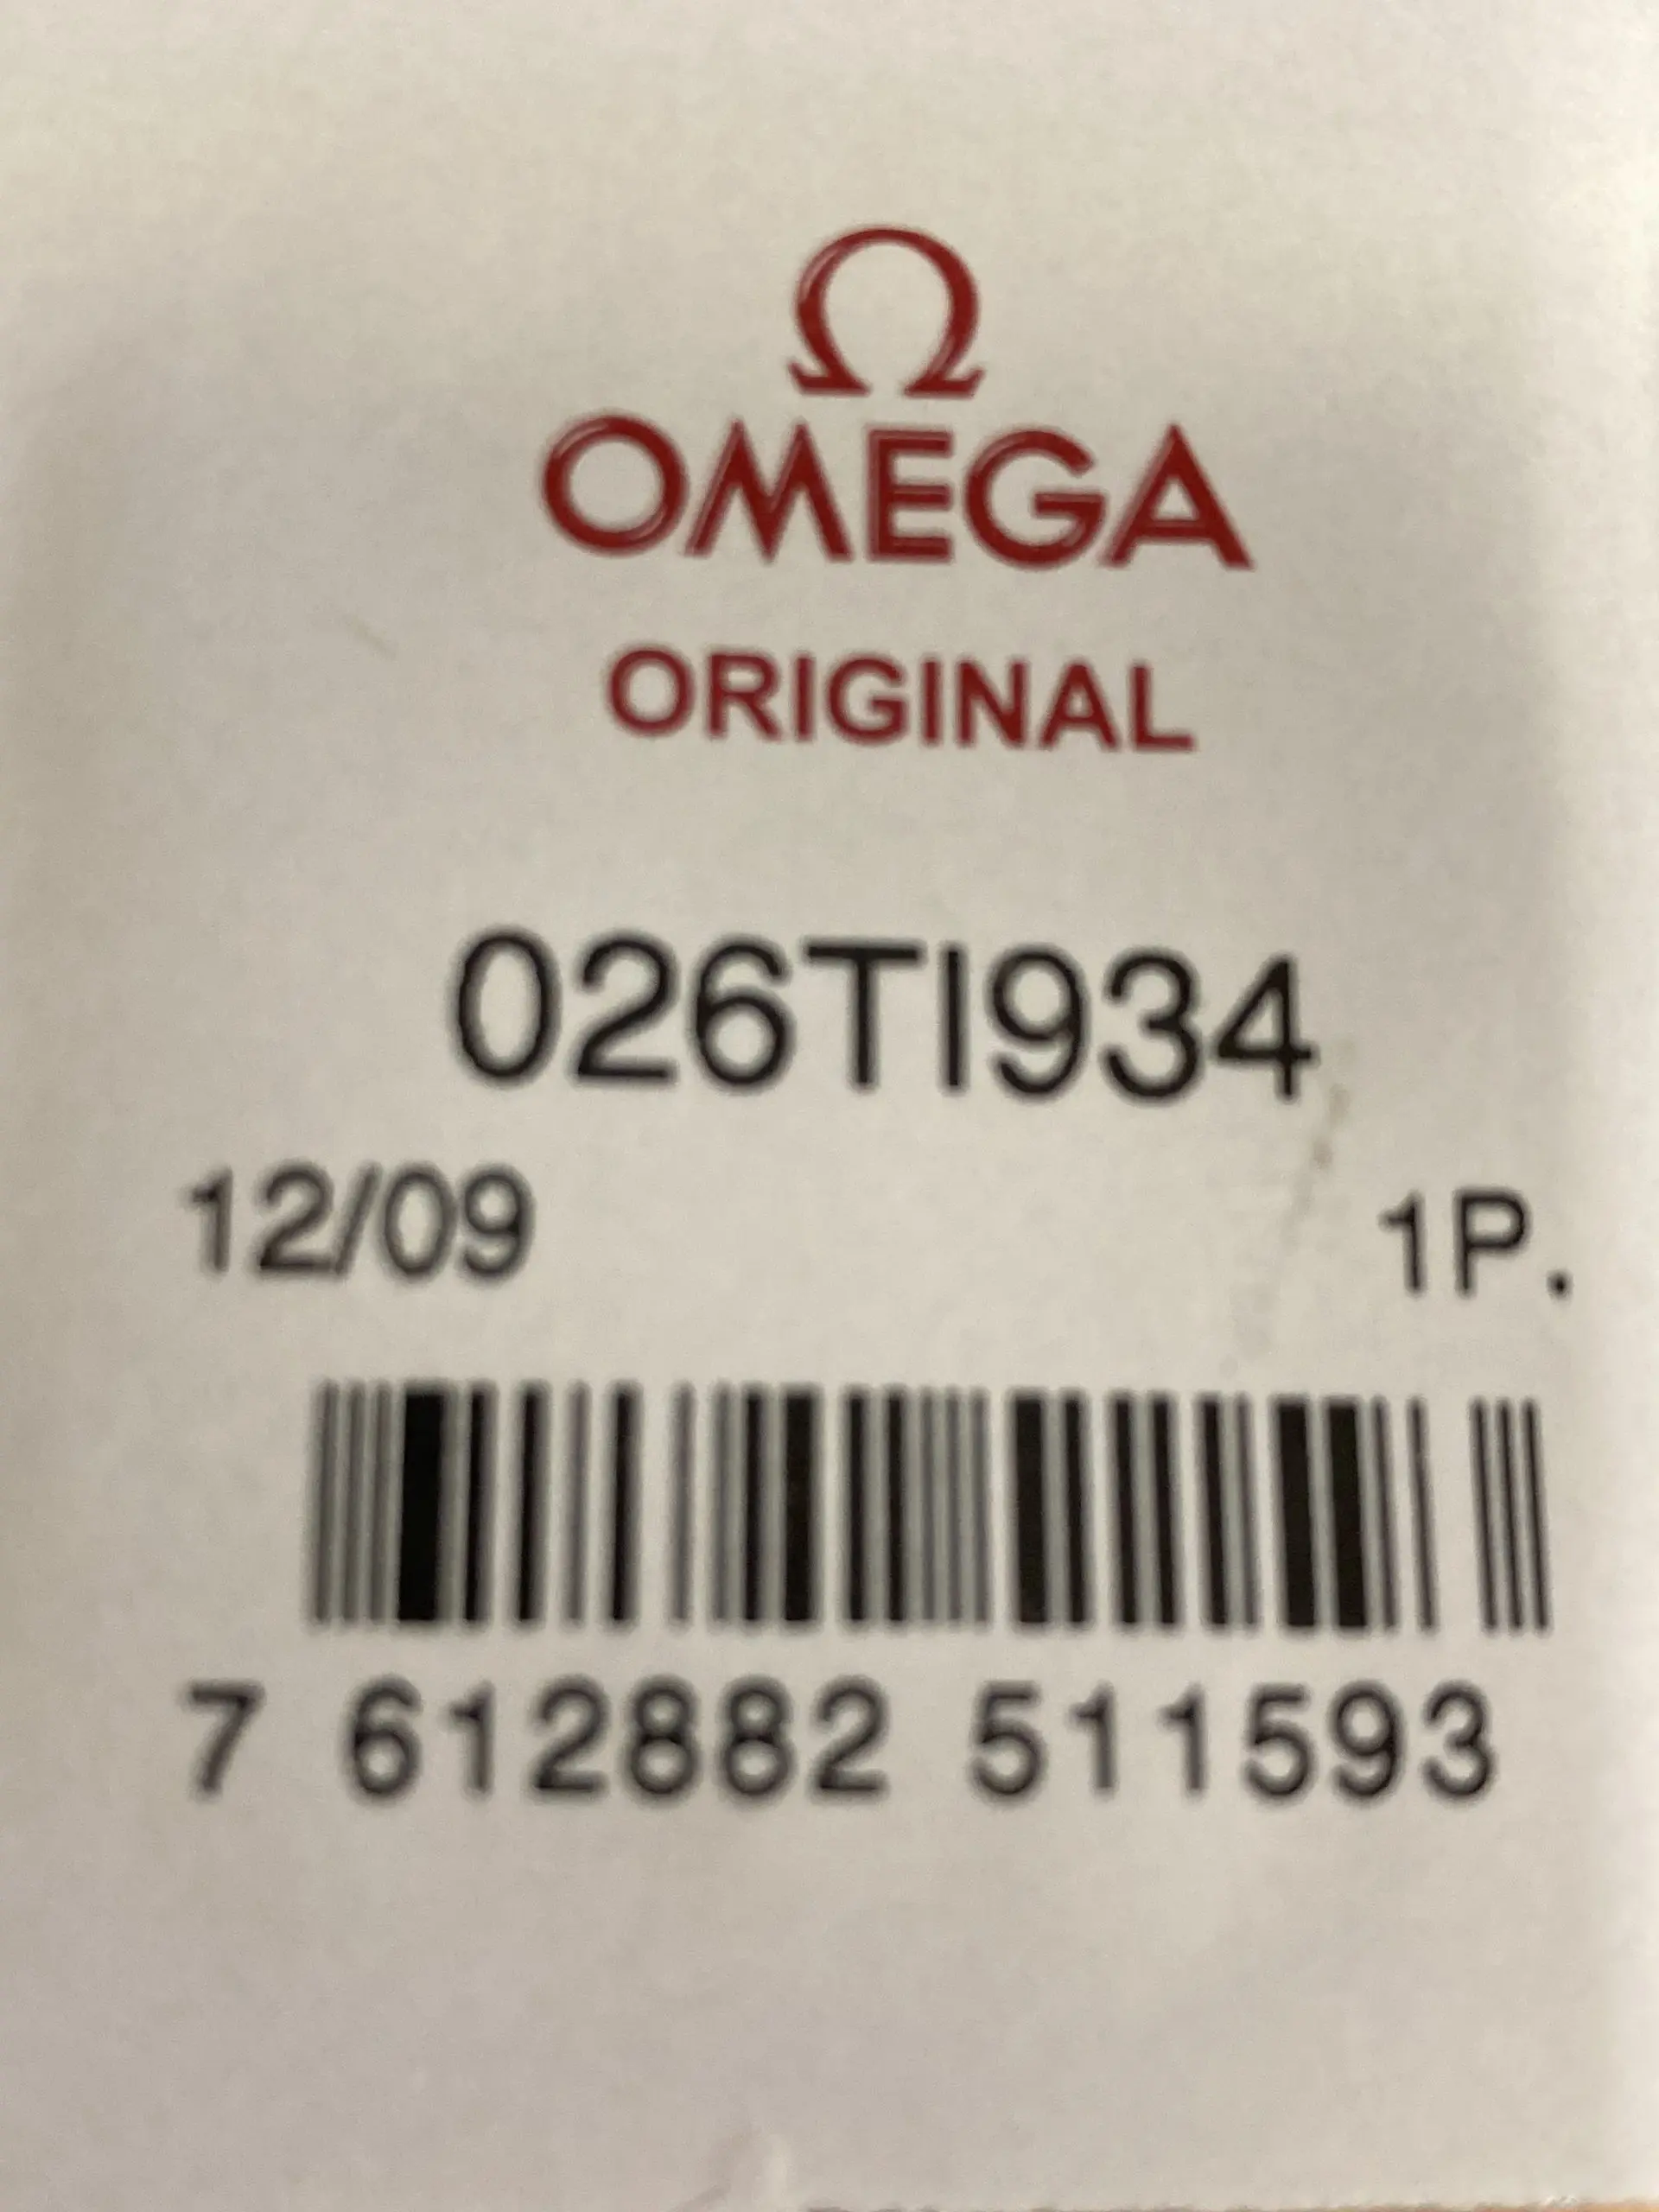 Ω
OMEGA
ORIGINAL
026TI934
12/09 1P.
7 612882 511593